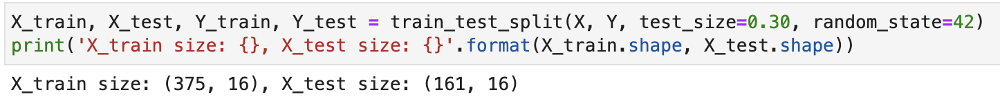 X_train, X_test, Y_train, Y_test = train_test_split(X, Y, test_size=0.30, random_state=42)
print('X_train size: {}, X_test size: {}'.format(X_train.shape, X_test.shape))
X_train size: (375, 16), X_test size: (161, 16)